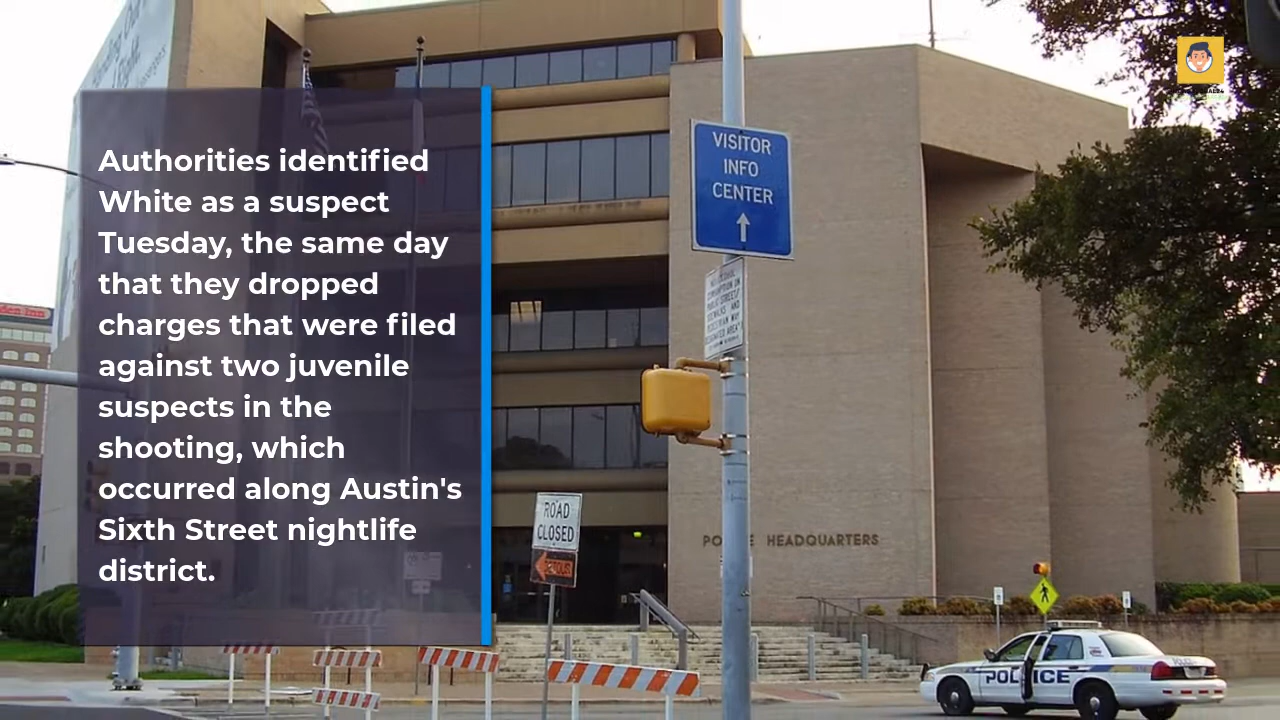 Authorities identified
White as a suspect
Tuesday, the same day
that they dropped
charges that were filed
against two juvenile
suspects in the
shooting, which
occurred along Austin's
Sixth Street nightlife
district.
VISITOR
INFO
CENTER
ROAD
CLOSED
DETOUR
HEADQUARTERS
POLICE